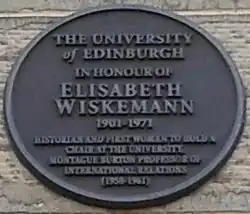 THE UNIVERSITY
of EDINBURGH
IN HONOUR OF
ELISABETH
WISKEMANN
1901-1971
HISTORIAN AND FIRST WOMAN TO HOLD A
CHAIR AT THE UNIVERSITY
MONTAGUE BURTON PROFESSOR OF
INTERNATIONAL RELATIONS
(1958-1961)